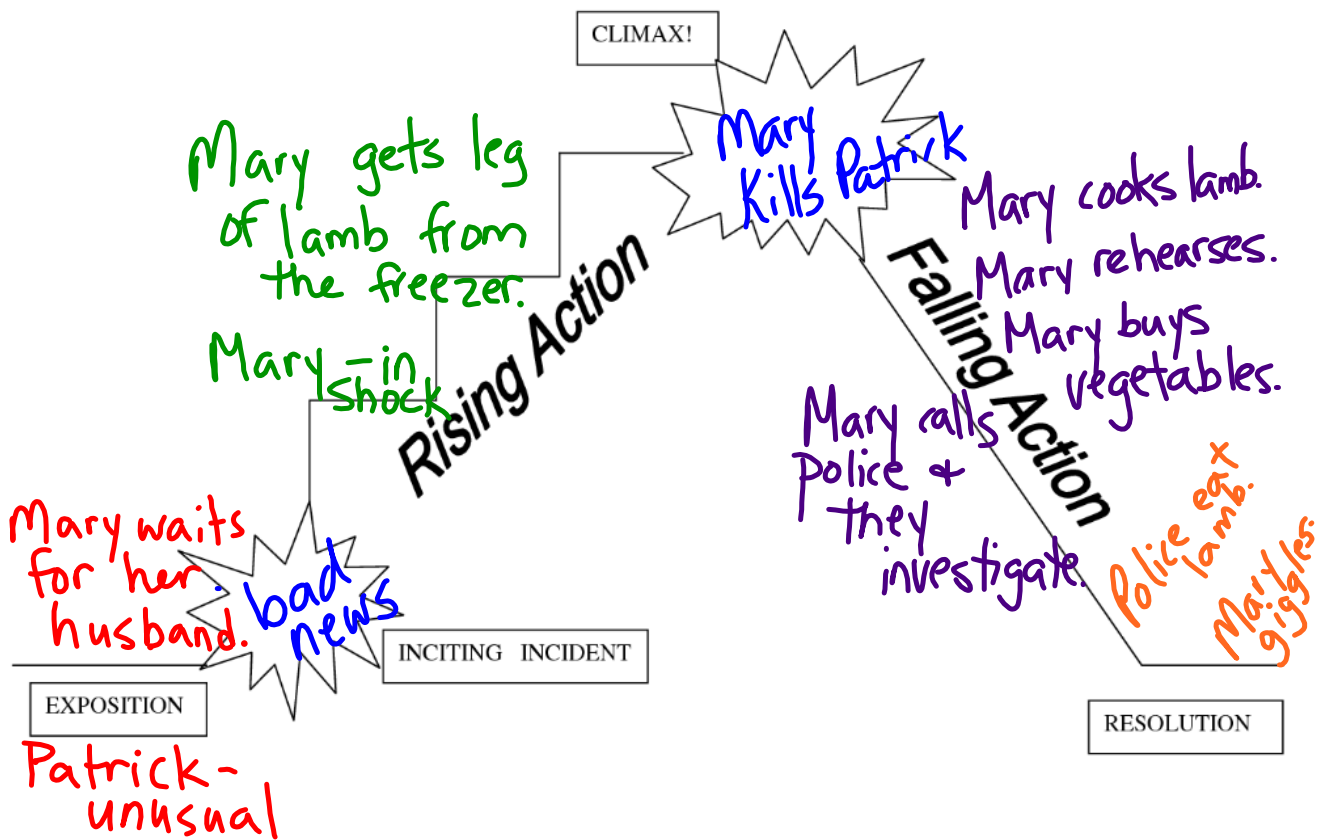 CLIMAX!
Mary
Kills Patrick
Mary gets leg
of lamb from
the freezer.
Mary - in
shock
Rising Action
Mary cooks lamb.
Mary rehearses.
Mary buys
vegetables.
Falling Action
Mary calls
police +
they
investigate.
Mary waits
for her
husband.
bad
news
INCITING INCIDENT
EXPOSITION
Patrick -
unusual
Police eat
lamb.
Mary
giggles.
RESOLUTION